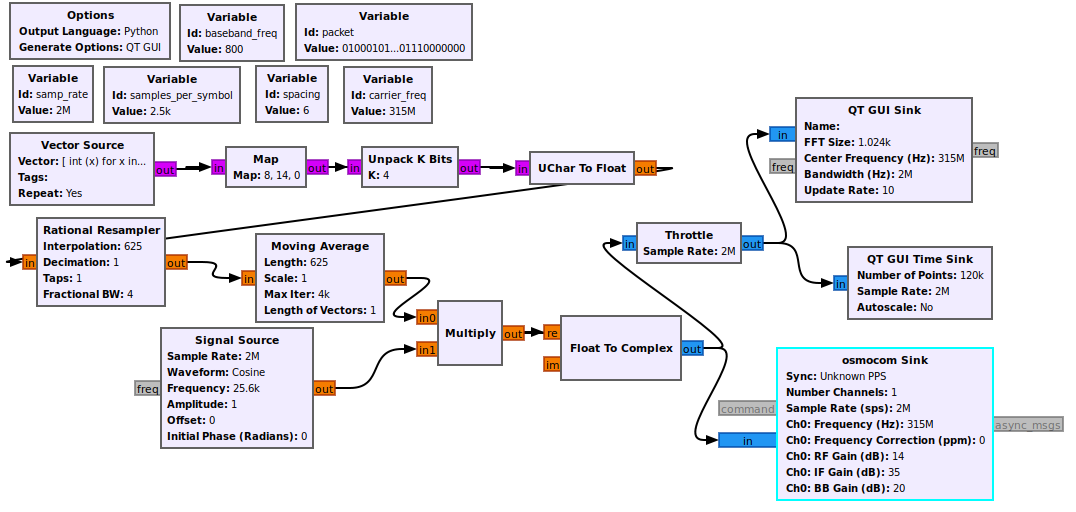 Options
Output Language: Python
Generate Options: QT GUI
Variable
Id: baseband_freq
Value: 800
Variable
Id: packet
Value: 01000101...01110000000
Variable
Id: samp_rate
Value: 2M
Variable
Id: samples_per_symbol
Value: 2.5k
Variable
Id: spacing
Value: 6
Variable
Id: carrier_freq
Value: 315M
Vector Source
Vector: [ int (x) for x in...
Tags:
Repeat: Yes
out
in
Map
Map: 8, 14, 0
out
in
Unpack K Bits
K: 4
out
in
UChar To Float
out
in
Rational Resampler
Interpolation: 625
Decimation: 1
Taps: 1
Fractional BW: 4
out
in
Moving Average
Length: 625
Scale: 1
Max Iter: 4k
Length of Vectors: 1
out
freq
Signal Source
Sample Rate: 2M
Waveform: Cosine
Frequency: 25.6k
Amplitude: 1
Offset: 0
Initial Phase (Radians): 0
out
in0
in1
Multiply
out
re
im
Float To Complex
out
in
Throttle
Sample Rate: 2M
out
in
freq
QT GUI Sink
Name:
FFT Size: 1.024k
Center Frequency (Hz): 315M
Bandwidth (Hz): 2M
Update Rate: 10
freq
in
QT GUI Time Sink
Number of Points: 120k
Sample Rate: 2M
Autoscale: No
command
in
osmocom Sink
Sync: Unknown PPS
Number Channels: 1
Sample Rate (sps): 2M
Ch0: Frequency (Hz): 315M
Ch0: Frequency Correction (ppm): 0
Ch0: RF Gain (dB): 14
Ch0: IF Gain (dB): 35
Ch0: BB Gain (dB): 20
async_msgs